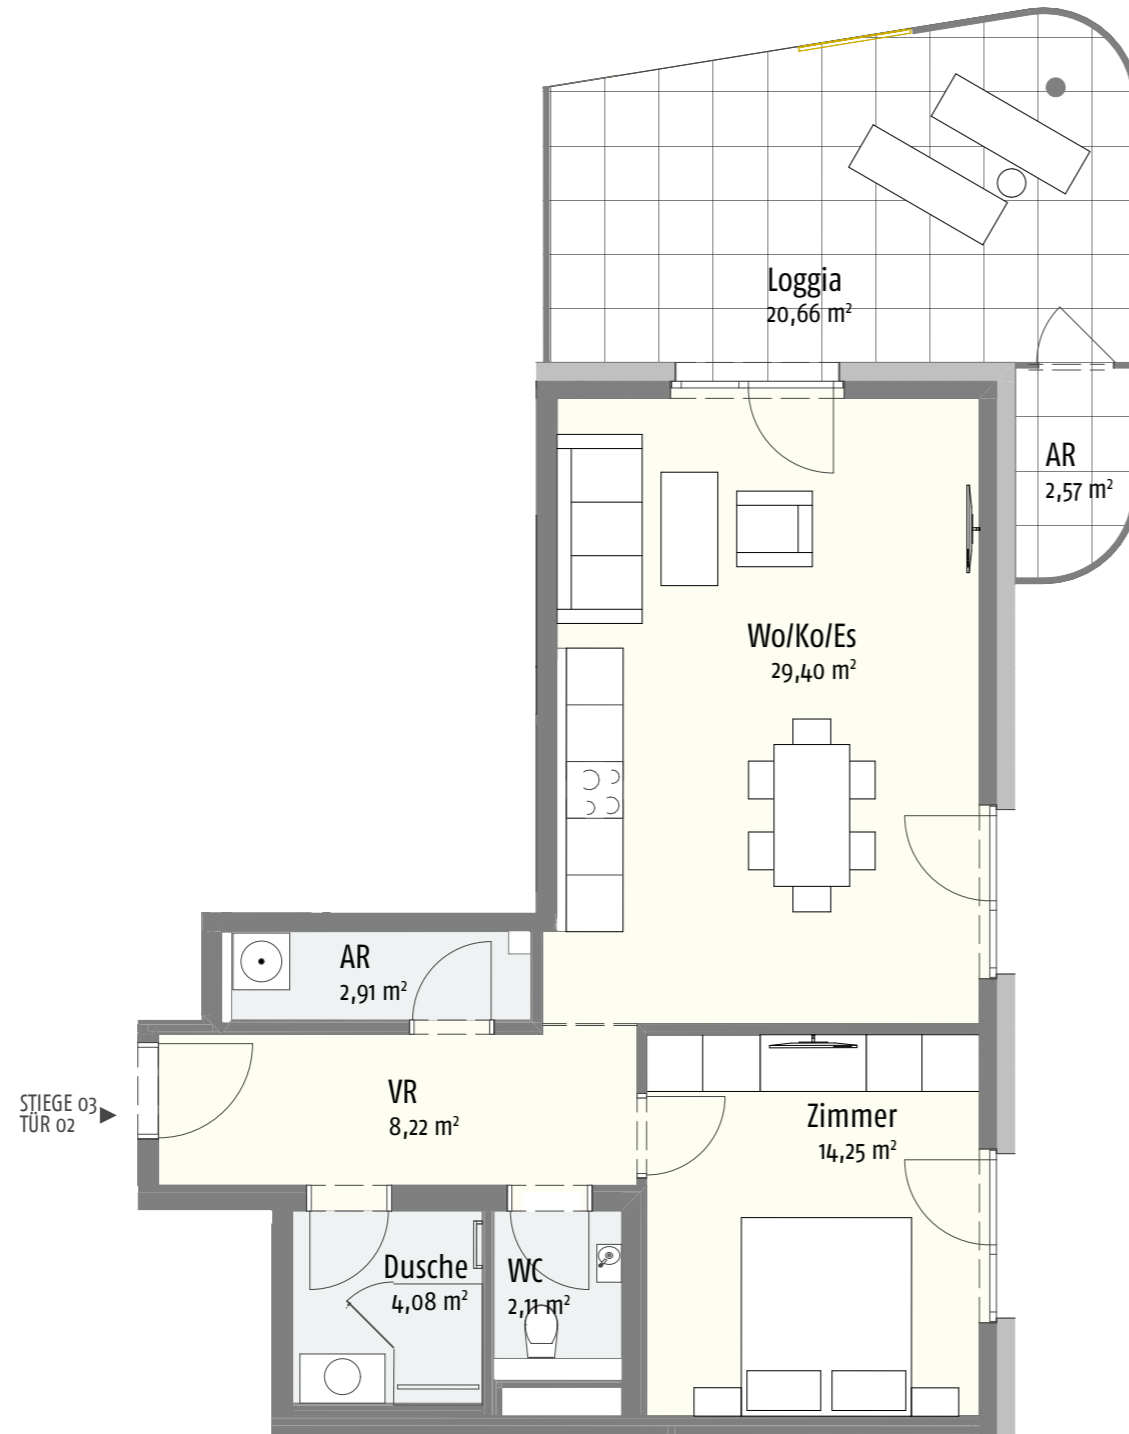 Loggia
20,66 m²
AR
2,57 m²
Wo/Ko/Es
29,40 m²
AR
2,91 m²
VR
8,22 m²
STIEGE 03
TÜR 02
Zimmer
14,25 m²
Dusche
4,08 m²
WC
2,11 m²